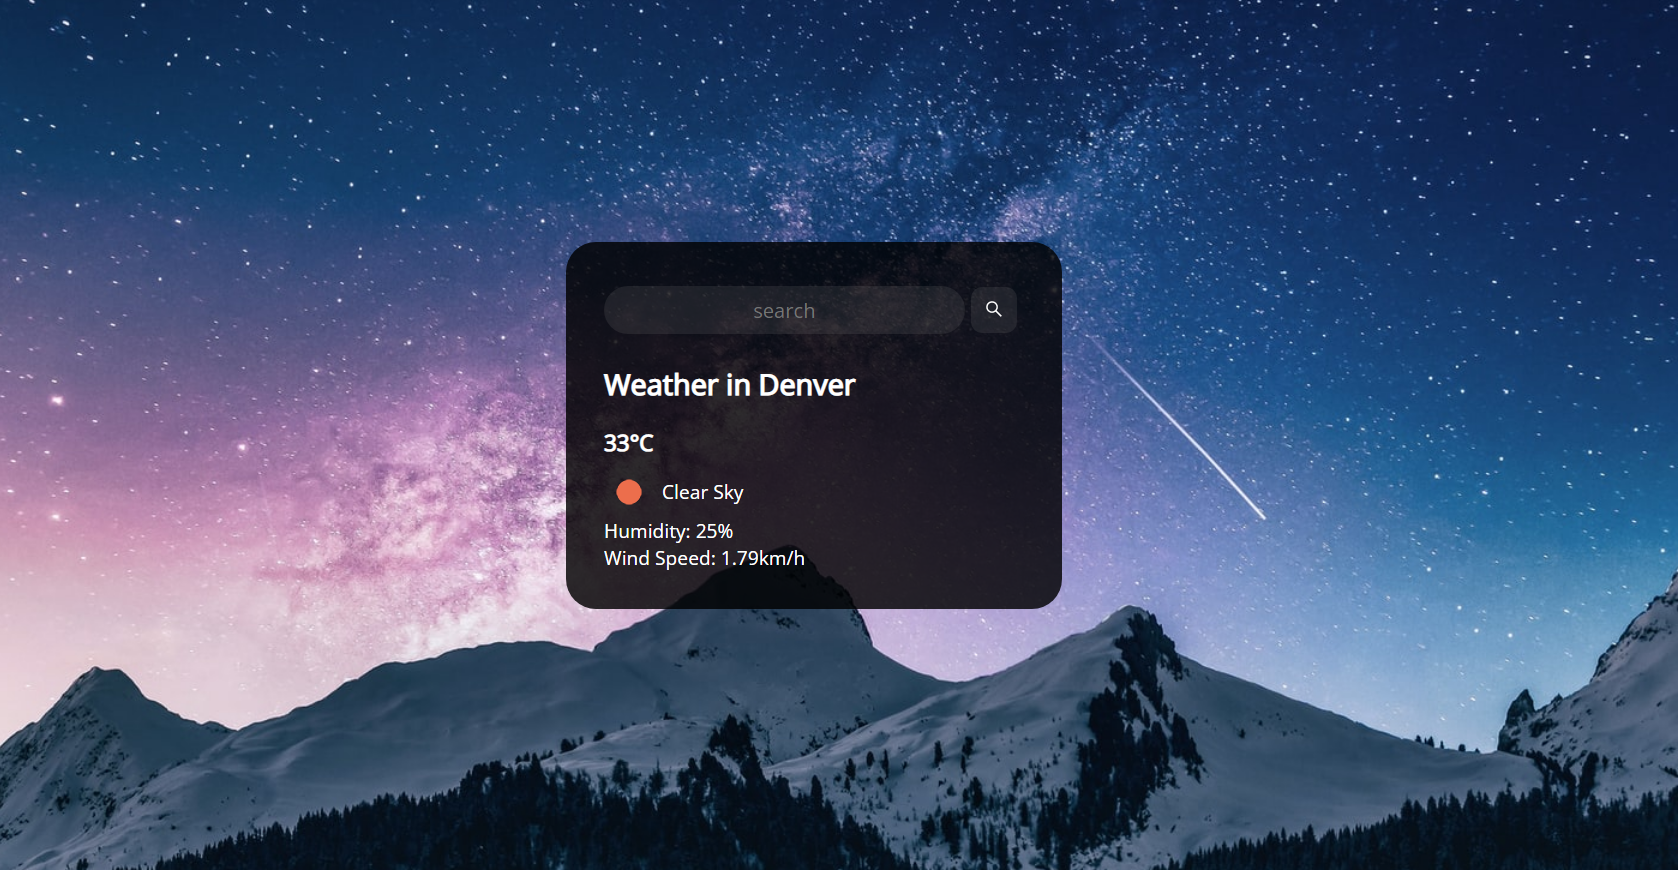 search
Weather in Denver
33°C
Clear Sky
Humidity: 25%
Wind Speed: 1.79km/h